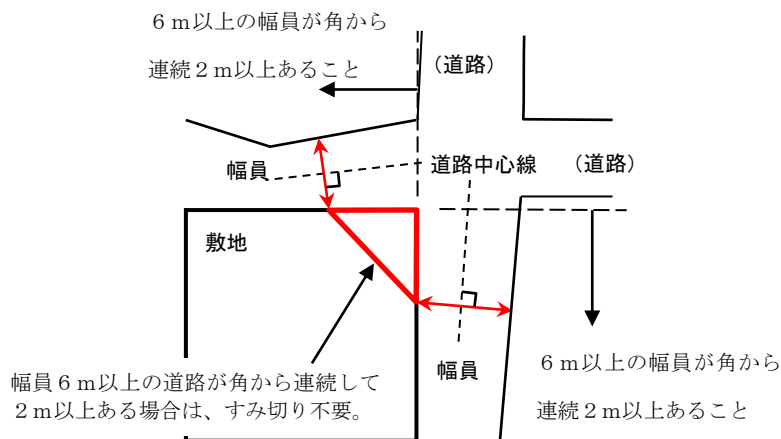 6m以上の幅員が角から
連続2m以上あること
(道路)
幅員
道路中心線
(道路)
敷地
幅員6m以上の道路が角から連続して
2m以上ある場合は、すみ切り不要。
幅員
6m以上の幅員が角から
連続2m以上あること